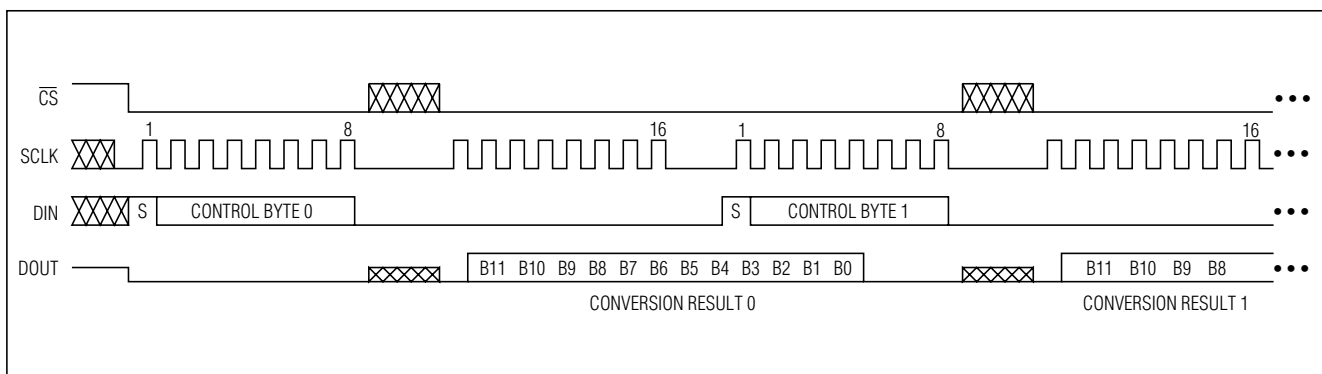 CS
1 8 16 1 8 16
SCLK
DIN S CONTROL BYTE 0 S CONTROL BYTE 1
DOUT B11 B10 B9 B8 B7 B6 B5 B4 B3 B2 B1 B0 B11 B10 B9 B8
CONVERSION RESULT 0 CONVERSION RESULT 1